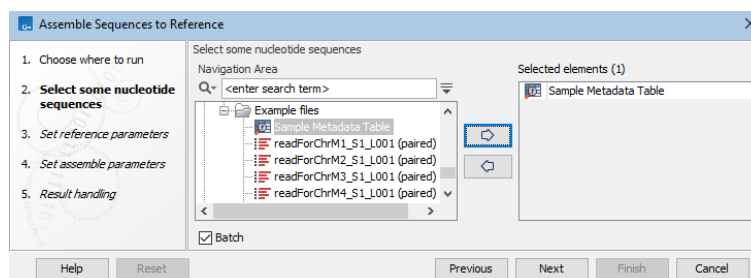 Assemble Sequences to Reference
1. Choose where to run
2. Select some nucleotide
sequences
3. Set reference parameters
4. Set assemble parameters
5. Result handling
Select some nucleotide sequences
Navigation Area
<enter search term>
Example files
Sample Metadata Table
readForChrM1_S1_L001 (paired)
readForChrM2_S1_L001 (paired)
readForChrM3_S1_L001 (paired)
readForChrM4_S1_L001 (paired)
Batch
Selected elements (1)
Sample Metadata Table
Help Reset Previous Next Finish Cancel